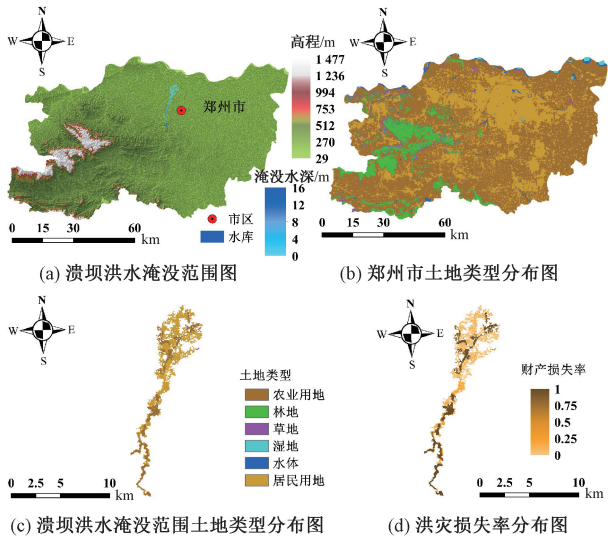 N
W E
S
郑州市
0 15 30 60
km
市区
水库
高程/m
1 477
1 236
994
753
512
270
29
淹没水深/m
16
12
8
4
0
(a) 溃坝洪水淹没范围图
N
W E
S
0 15 30 60
km
(b) 郑州市土地类型分布图
N
W E
S
土地类型
农业用地
林地
草地
湿地
水体
居民用地
0 2.5 5 10
km
(c) 溃坝洪水淹没范围土地类型分布图
N
W E
S
财产损失率
1
0.75
0.5
0.25
0 2.5 5 10
km
(d) 洪灾损失率分布图